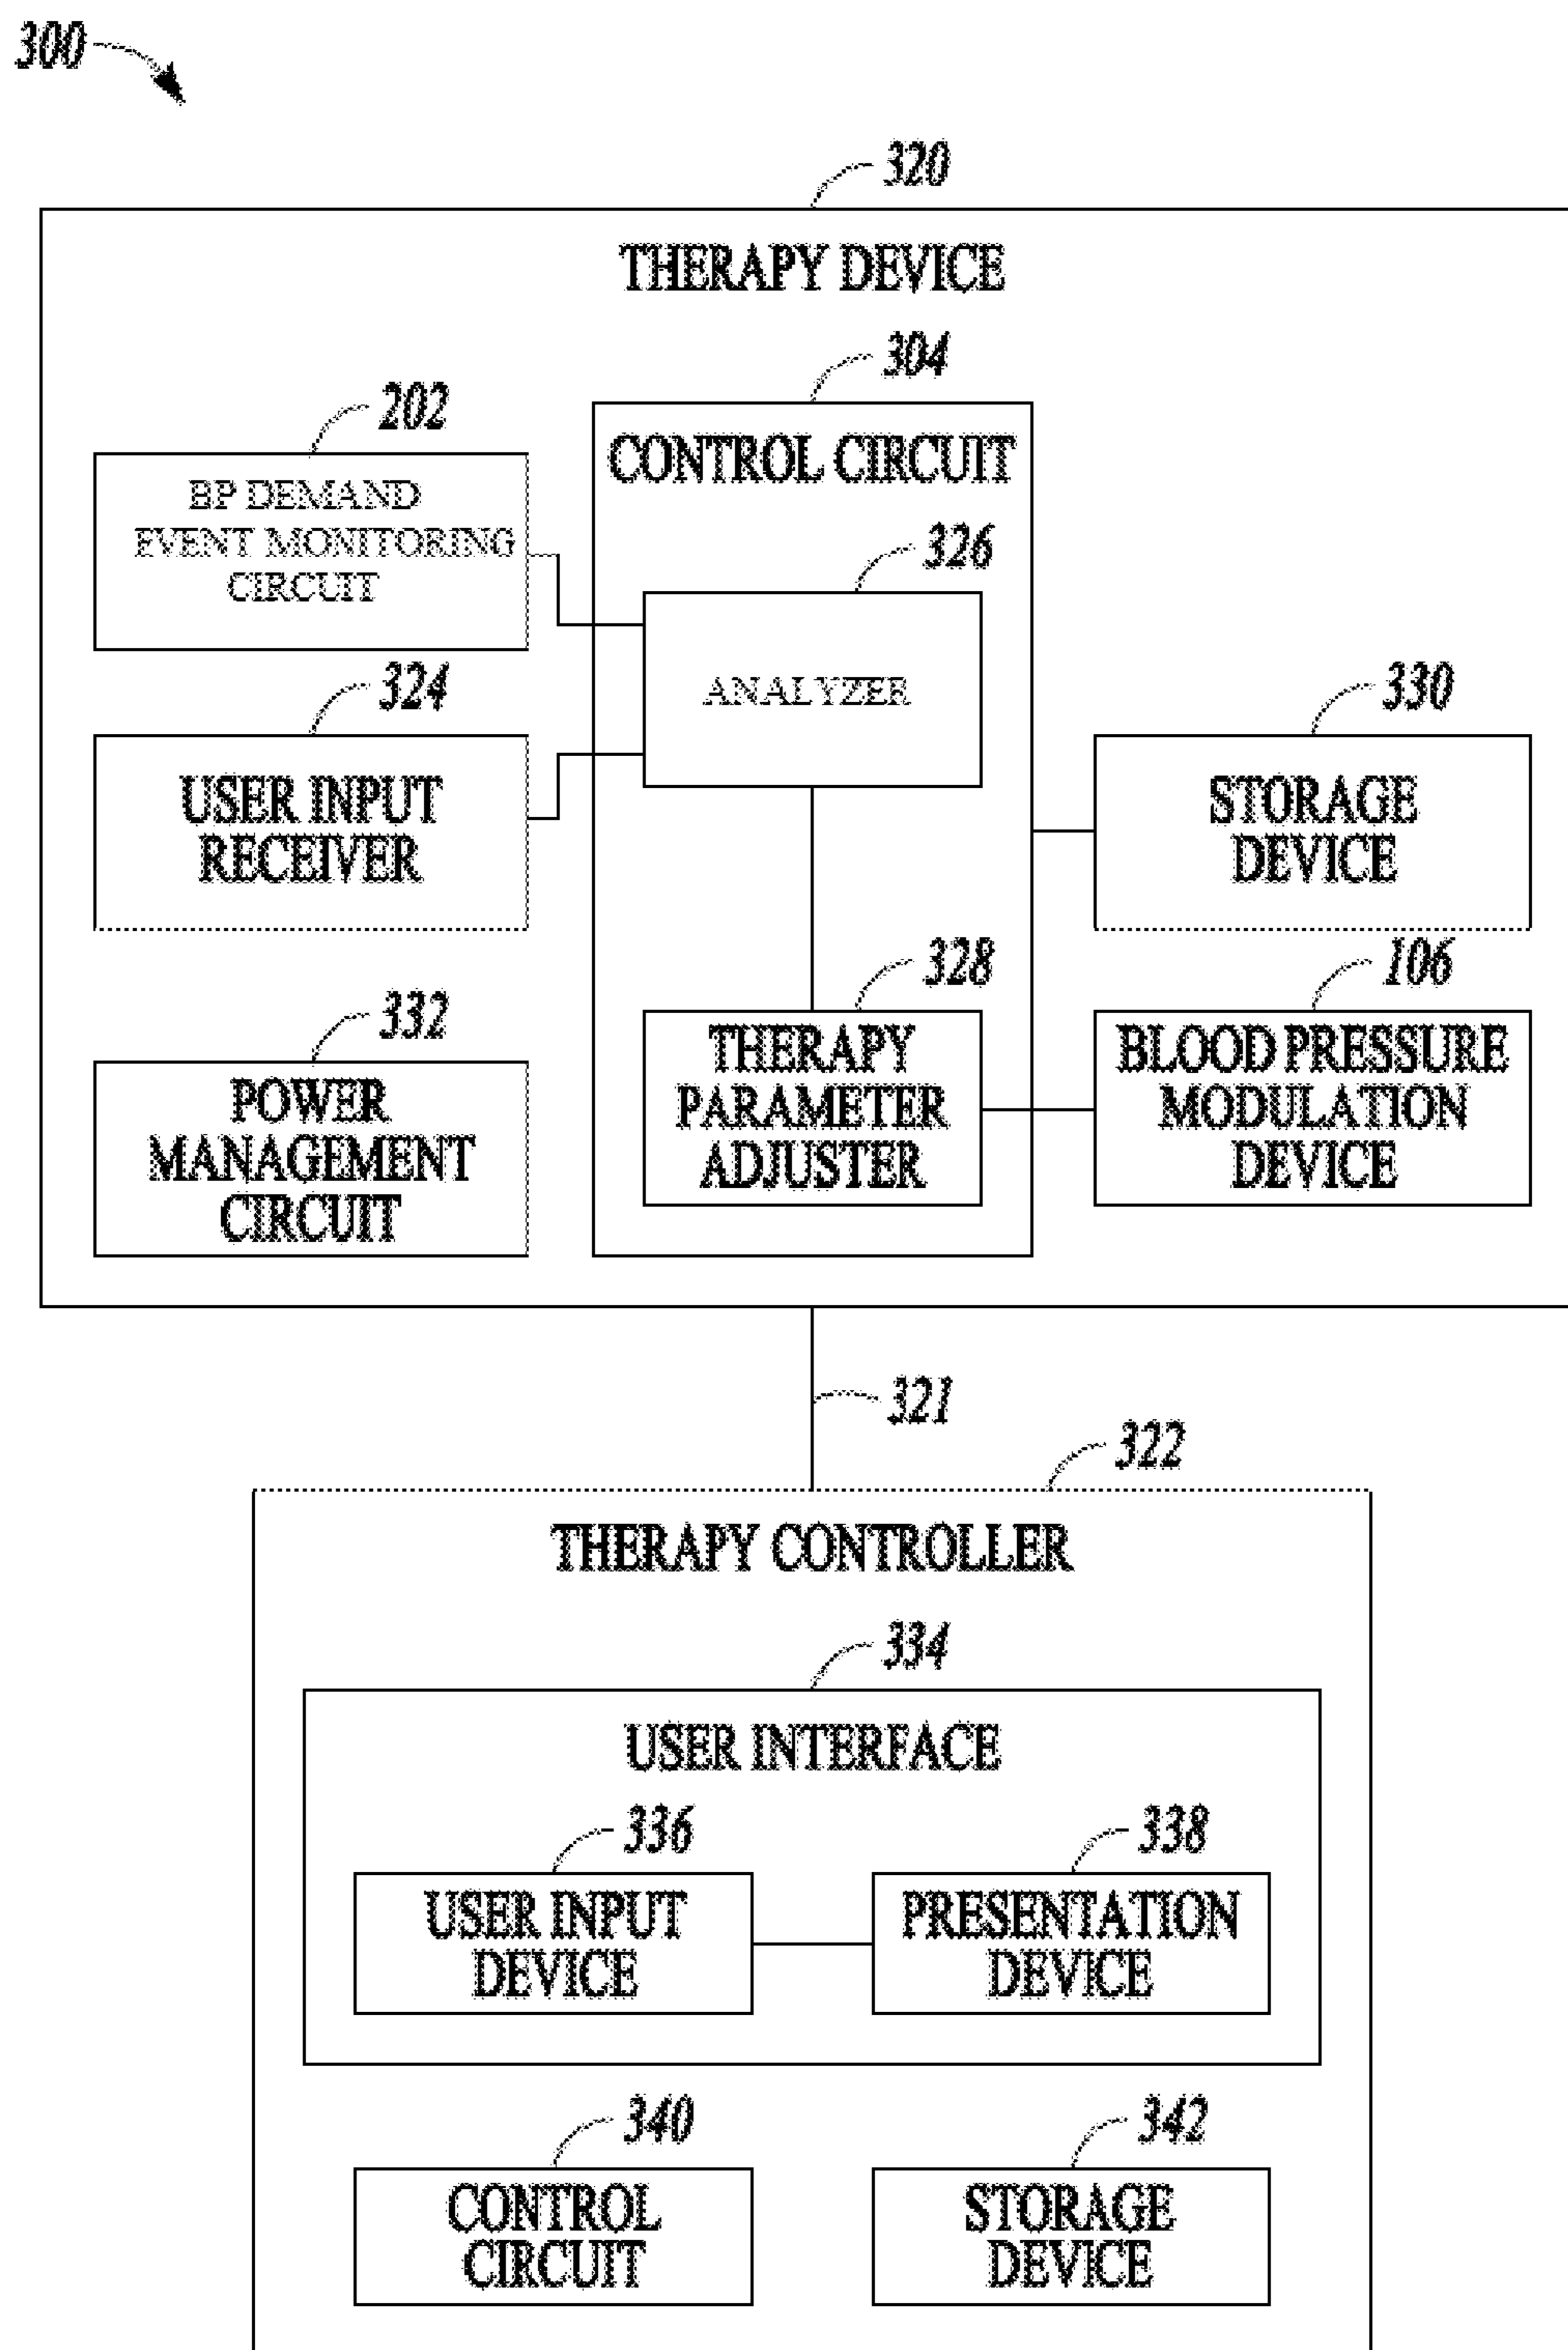 300
320
THERAPY DEVICE
304
202
CONTROL CIRCUIT
BP DEMAND
EVENT MONITORING
CIRCUIT
326
ANALYZER
324
USER INPUT
RECEIVER
330
STORAGE
DEVICE
328
THERAPY
PARAMETER
ADJUSTER
106
BLOOD PRESSURE
MODULATION
DEVICE
332
POWER
MANAGEMENT
CIRCUIT
321
322
THERAPY CONTROLLER
334
USER INTERFACE
336
USER INPUT
DEVICE
338
PRESENTATION
DEVICE
340
CONTROL
CIRCUIT
342
STORAGE
DEVICE